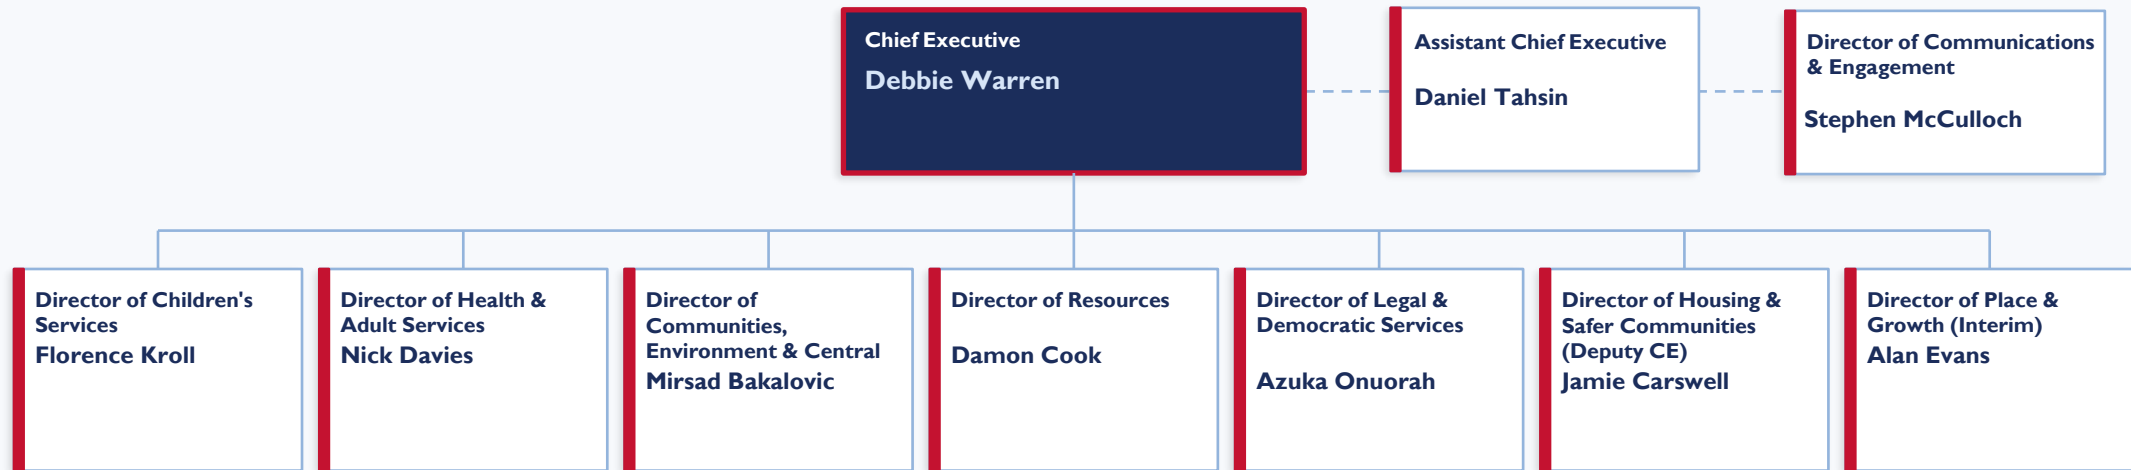 Chief Executive
Debbie Warren
Assistant Chief Executive
Daniel Tahsin
Director of Communications
& Engagement
Stephen McCulloch
Director of Children's
Services
Florence Kroll
Director of Health &
Adult Services
Nick Davies
Director of
Communities,
Environment & Central
Mirsad Bakalovic
Director of Resources
Damon Cook
Director of Legal &
Democratic Services
Azuka Onuorah
Director of Housing &
Safer Communities
(Deputy CE)
Jamie Carswell
Director of Place &
Growth (Interim)
Alan Evans